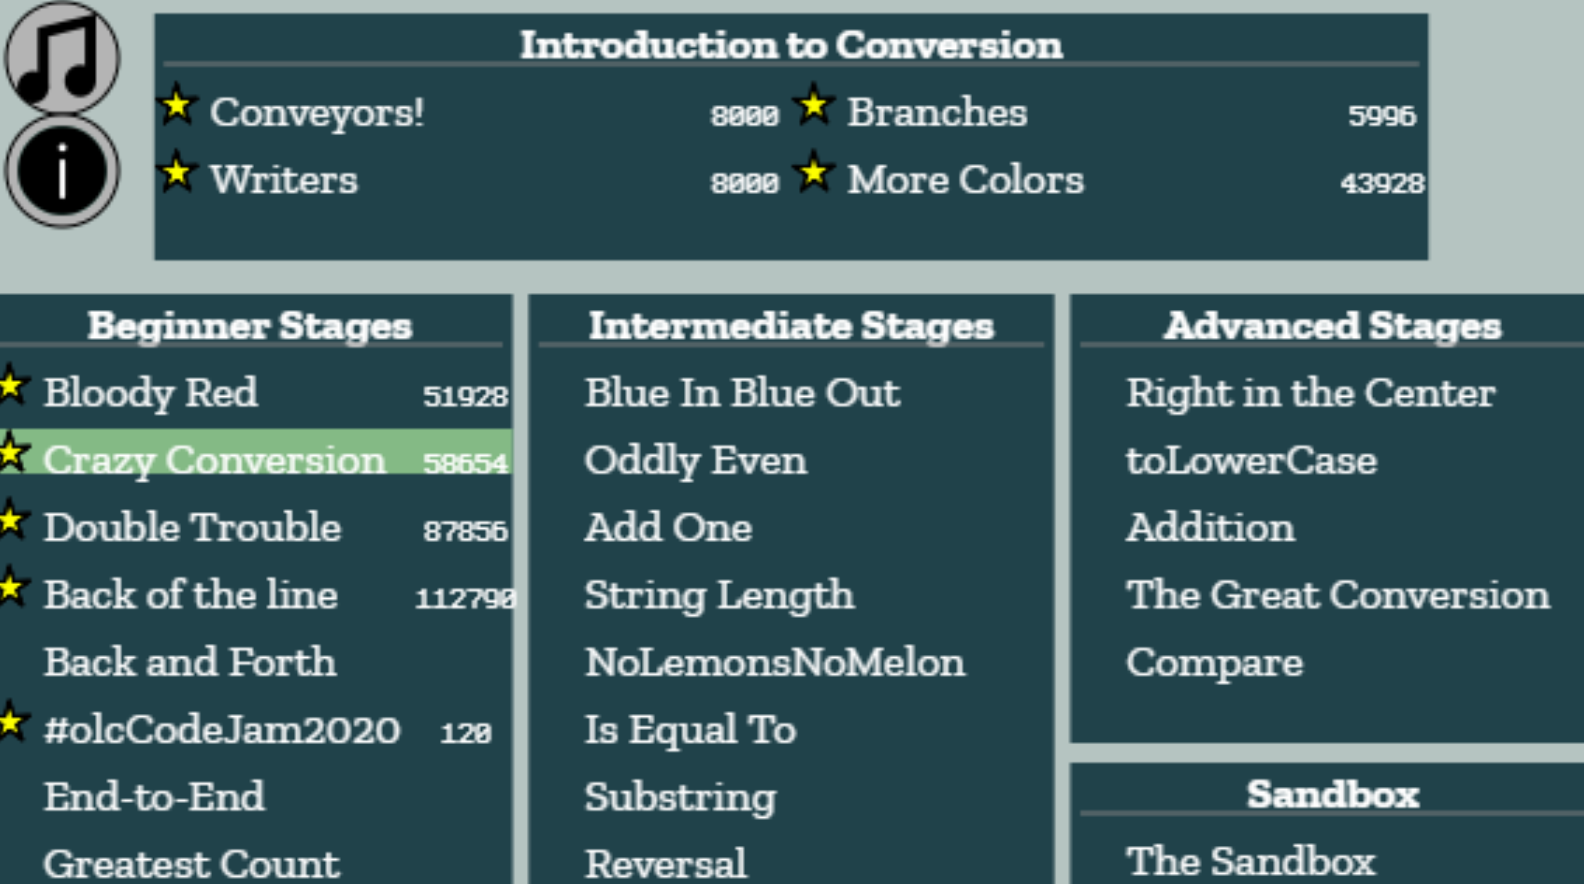 Introduction to Conversion
Conveyors! 8000 Branches 5996
Writers 8000 More Colors 43928
i
Beginner Stages
Bloody Red 51928
Crazy Conversion 58654
Double Trouble 87856
Back of the line 112790
Back and Forth
#olcCodeJam2020 120
End-to-End
Greatest Count
Intermediate Stages
Blue In Blue Out
Oddly Even
Add One
String Length
NoLemonsNoMelon
Is Equal To
Substring
Reversal
Advanced Stages
Right in the Center
toLowerCase
Addition
The Great Conversion
Compare
Sandbox
The Sandbox